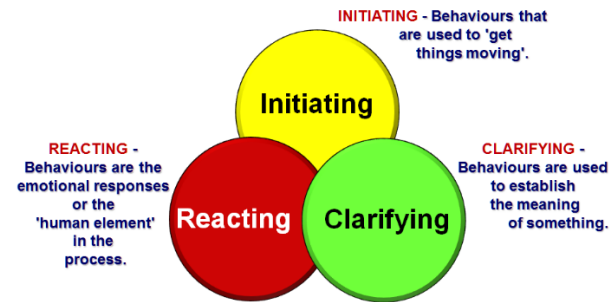 INITIATING - Behaviours that
are used to 'get
things moving'.
Initiating
REACTING -
Behaviours are the
emotional responses
or the
'human element'
in the
process.
Reacting
Clarifying
CLARIFYING -
Behaviours are used
to establish
the meaning
of something.